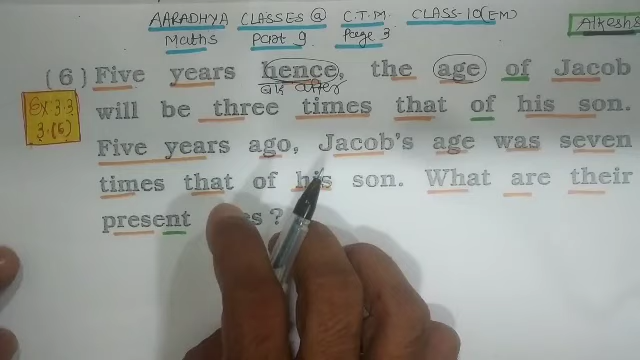 AARADHYA CLASSES @ C.T.M. CLASS-10(EM)
Maths Part 9 Page 3
Alkesh
(6) Five years hence, the age of Jacob
after
EX 3.3
3.(6)
will be three times that of his son.
Five years ago, Jacob's age was seven
times that of his son. What are their
present ?